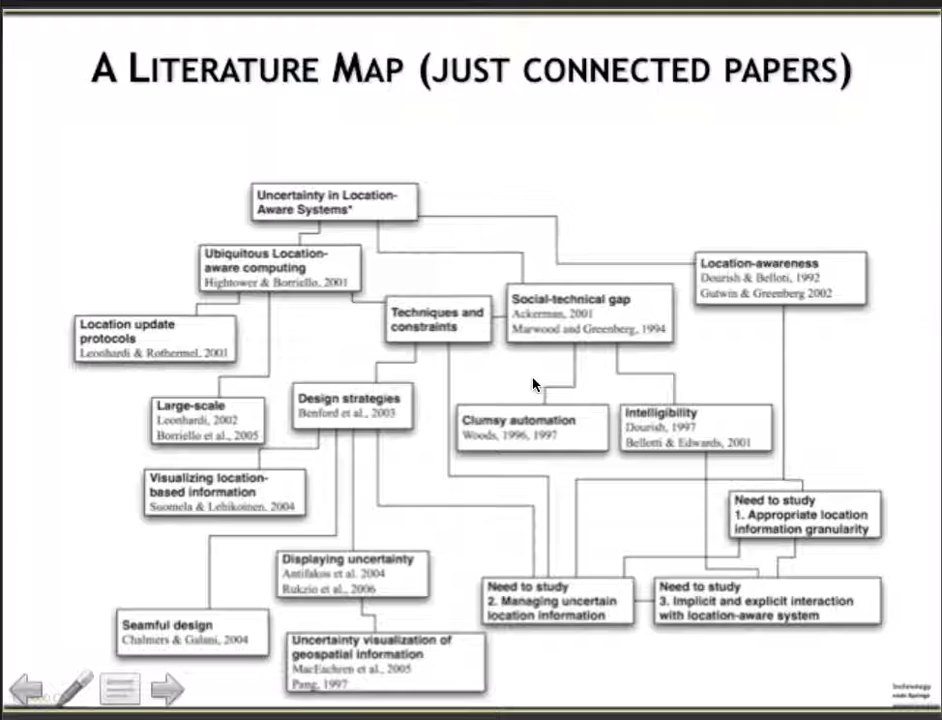 A LITERATURE MAP (JUST CONNECTED PAPERS)
Uncertainty in Location-
Aware Systems*
Ubiquitous Location-
aware computing
Hightower & Borriello, 2001
Location-awareness
Dourish & Belloti, 1992
Gutwin & Greenberg 2002
Techniques and
constraints
Social-technical gap
Ackerman, 2001
Marwood and Greenberg, 1994
Location update
protocols
Leonhardi & Rothermel, 2001
Design strategies
Benford et al., 2003
Large-scale
Leonhardi, 2002
Borriello et al., 2005
Clumsy automation
Woods, 1996, 1997
Intelligibility
Dourish, 1997
Bellotti & Edwards, 2001
Visualizing location-
based information
Suomela & Lehikoinen, 2004
Need to study
1. Appropriate location
information granularity
Displaying uncertainty
Antifakos et al. 2004
Rukzio et al., 2006
Need to study
2. Managing uncertain
location information
Need to study
3. Implicit and explicit interaction
with location-aware system
Seamful design
Chalmers & Galani, 2004
Uncertainty visualization of
geospatial information
MacEachren et al., 2005
Pang, 1997